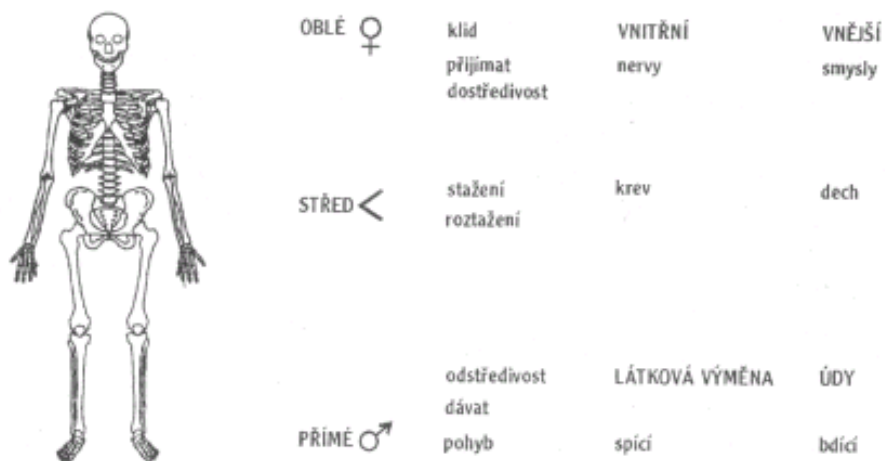 OBLÉ ♀ klid VNITŘNÍ VNĚJŠÍ
přijímat nervy smysly
dostředivost
STŘED < stažení krev dech
roztažení
odstředivost LÁTKOVÁ VÝMĚNA ÚDY
dávat
PŘÍMÉ ♂ pohyb spící bdící